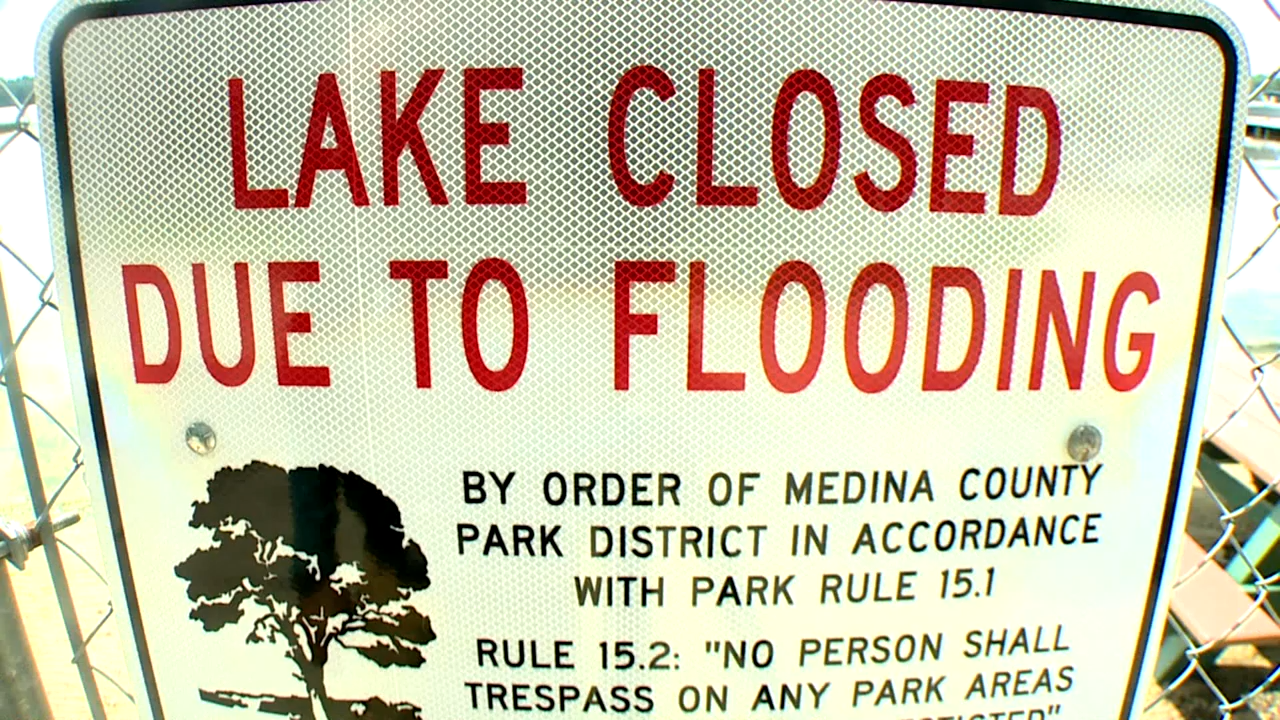 LAKE CLOSED
DUE TO FLOODING
BY ORDER OF MEDINA COUNTY
PARK DISTRICT IN ACCORDANCE
WITH PARK RULE 15.1
RULE 15.2: "NO PERSON SHALL
TRESPASS ON ANY PARK AREAS